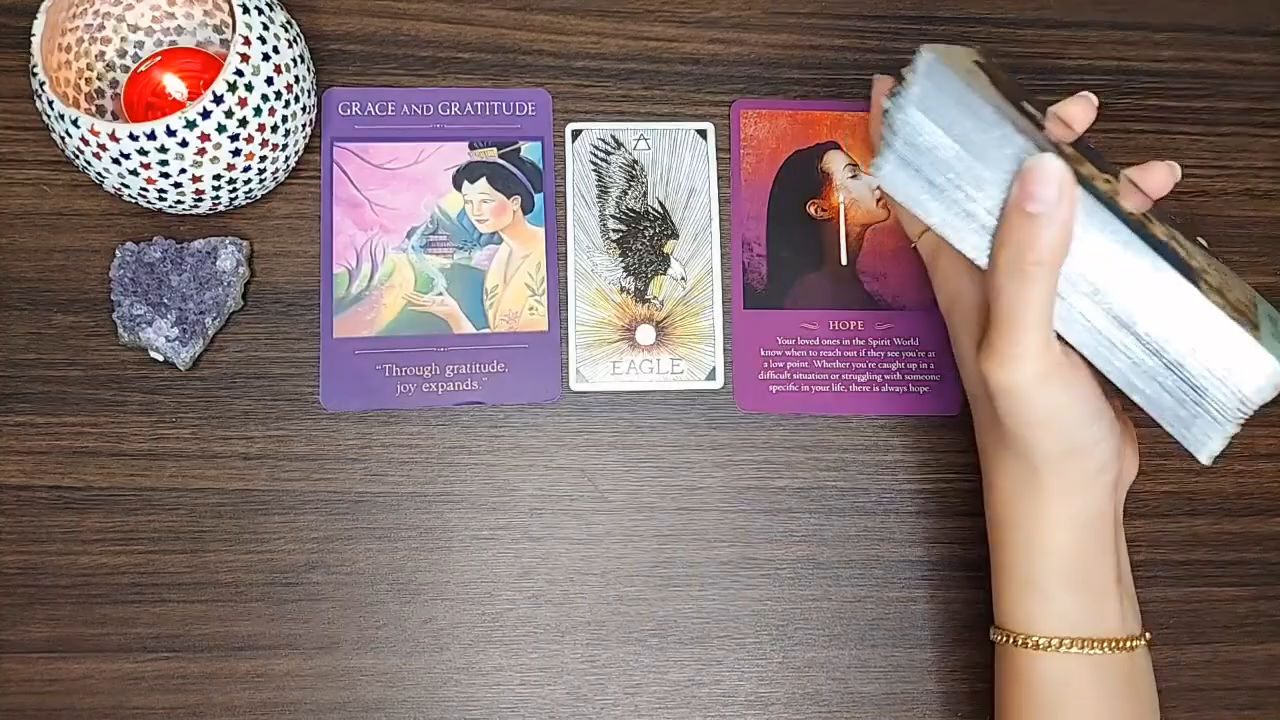 GRACE AND GRATITUDE
"Through gratitude,
joy expands."
EAGLE
HOPE
Your loved ones in the Spirit World
know when to reach out if they see you're at
a low point. Whether you're caught up in a
difficult situation or struggling with someone
specific in your life, there is always hope.